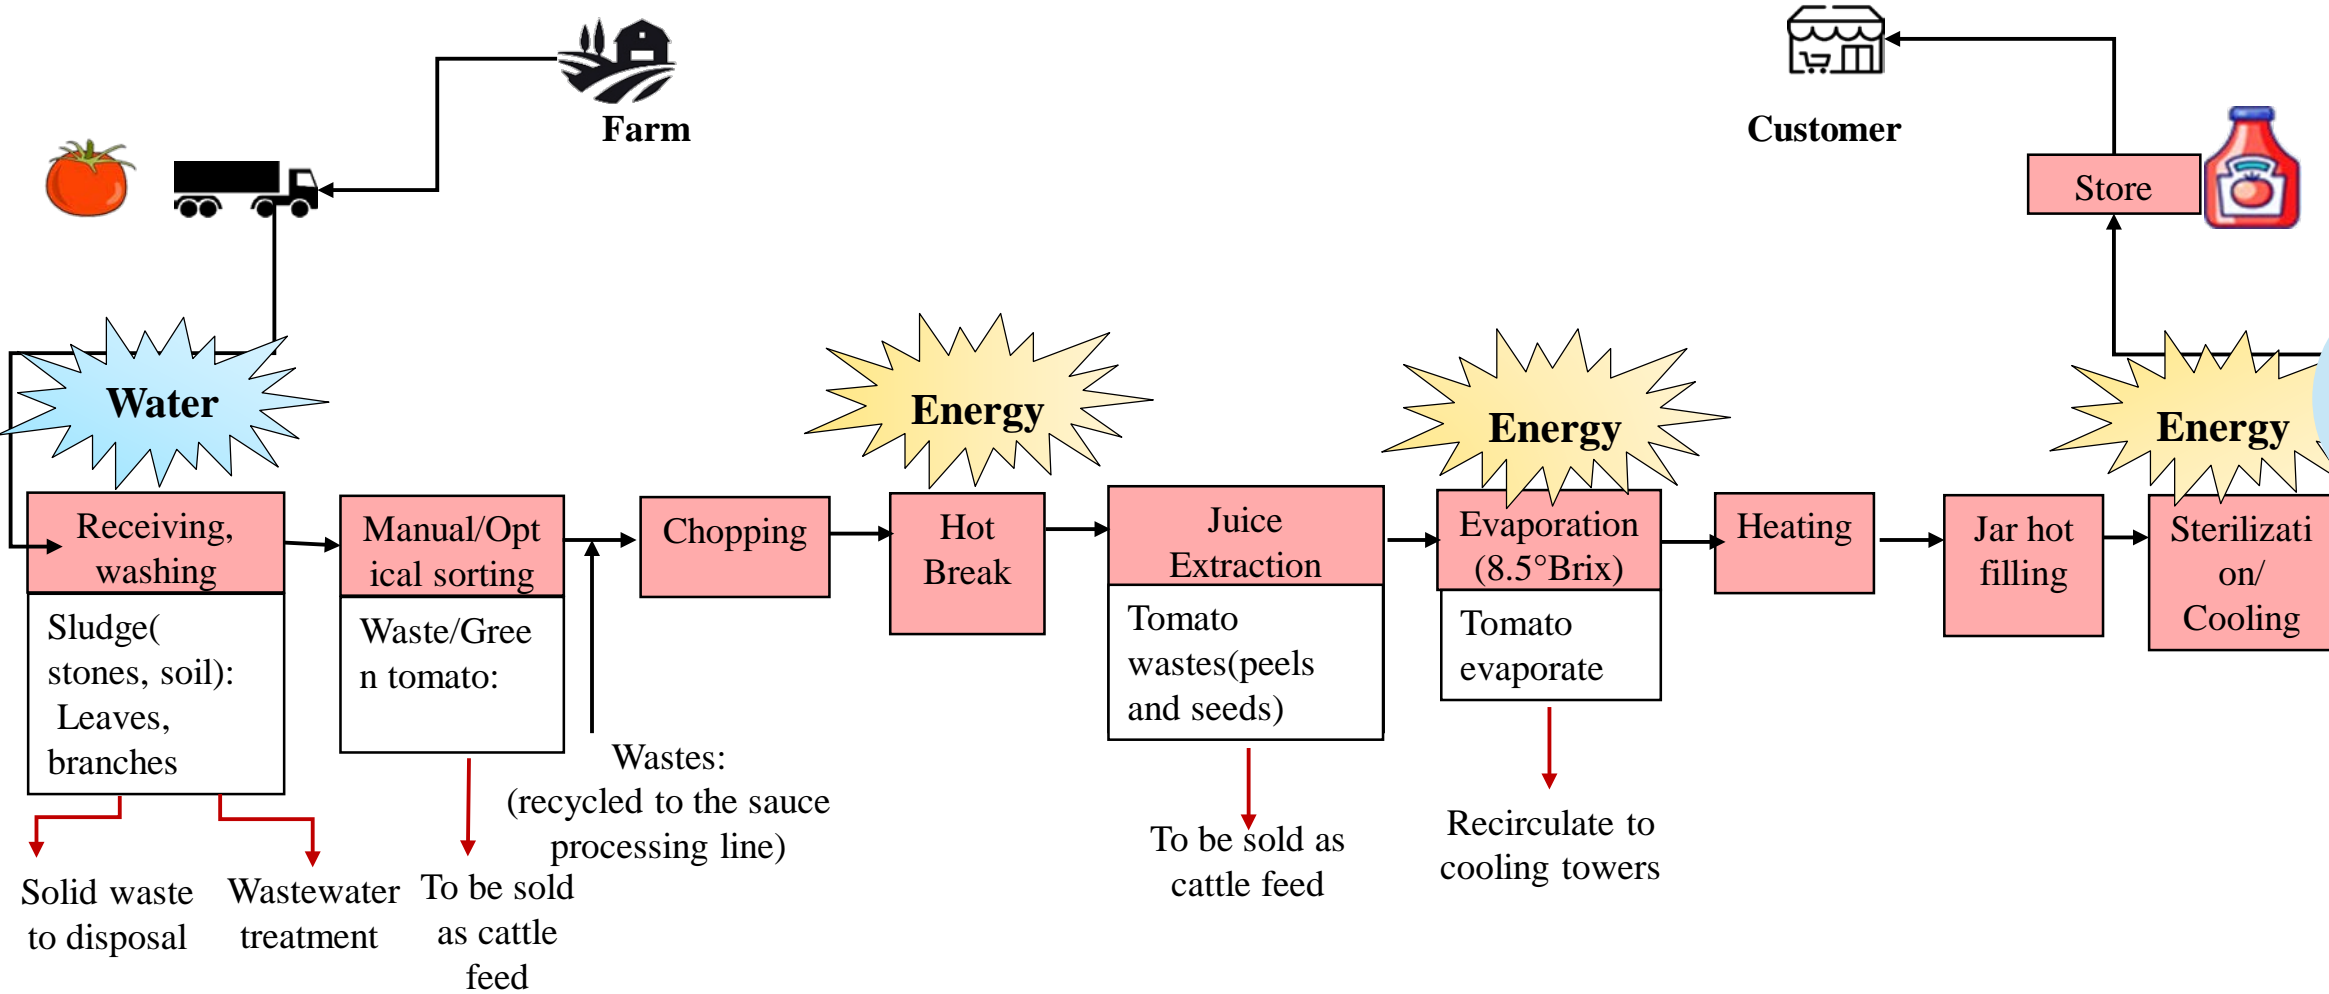 Farm
Customer
Store
Water
Energy
Energy
Energy
Receiving,
washing
Sludge(
stones, soil):
Leaves,
branches
Solid waste
to disposal
Wastewater
treatment
Manual/Opt
ical sorting
Waste/Gree
n tomato:
To be sold
as cattle
feed
Wastes:
(recycled to the sauce
processing line)
Chopping
Hot
Break
Juice
Extraction
Tomato
wastes(peels
and seeds)
To be sold as
cattle feed
Evaporation
(8.5°Brix)
Tomato
evaporate
Recirculate to
cooling towers
Heating
Jar hot
filling
Sterilizati
on/
Cooling